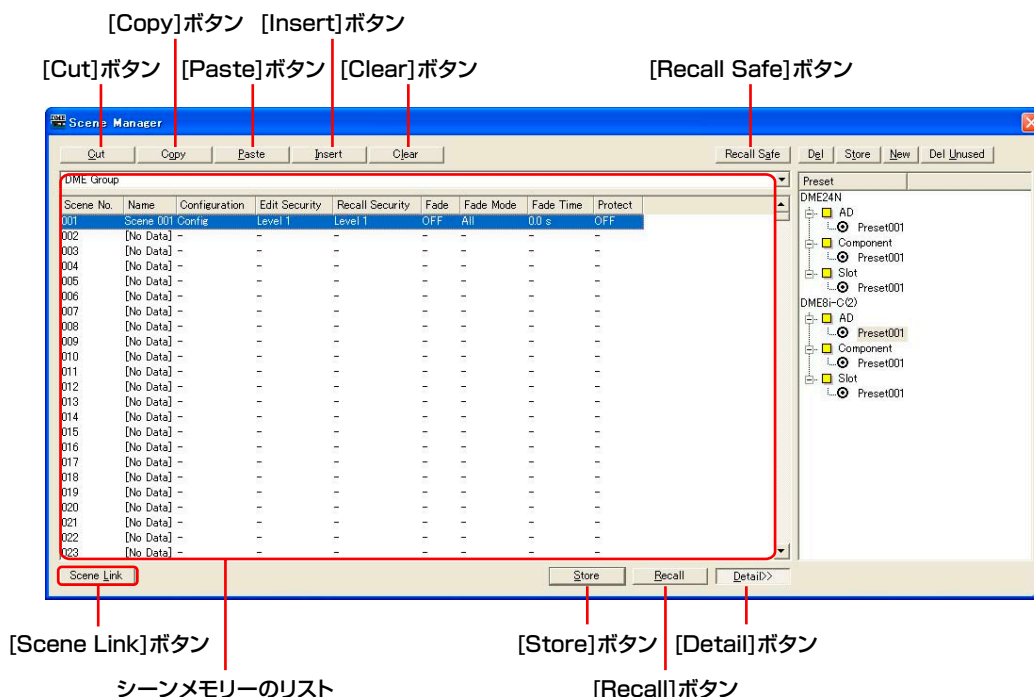 [Copy]ボタン [Insert]ボタン
[Cut]ボタン [Paste]ボタン [Clear]ボタン [Recall Safe]ボタン
Scene Manager
Cut Copy Paste Insert Clear Recall Safe Del Store New Del Unused
DME Group
Scene No. Name Configuration Edit Security Recall Security Fade Fade Mode Fade Time Protect
001 Scene 001 Config Level 1 Level 1 OFF All 0.0 s OFF
002 [No Data] - - - - - - -
003 [No Data] - - - - - - -
004 [No Data] - - - - - - -
005 [No Data] - - - - - - -
006 [No Data] - - - - - - -
007 [No Data] - - - - - - -
008 [No Data] - - - - - - -
009 [No Data] - - - - - - -
010 [No Data] - - - - - - -
011 [No Data] - - - - - - -
012 [No Data] - - - - - - -
013 [No Data] - - - - - - -
014 [No Data] - - - - - - -
015 [No Data] - - - - - - -
016 [No Data] - - - - - - -
017 [No Data] - - - - - - -
018 [No Data] - - - - - - -
019 [No Data] - - - - - - -
020 [No Data] - - - - - - -
021 [No Data] - - - - - - -
022 [No Data] - - - - - - -
023 [No Data] - - - - - - -
Preset
DME24N
AD
Preset001
Component
Preset001
Slot
Preset001
DME8i-C(2)
AD
Preset001
Component
Preset001
Slot
Preset001
Scene Link Store Recall Detail>>
[Scene Link]ボタン [Store]ボタン [Detail]ボタン
シーンメモリーのリスト [Recall]ボタン